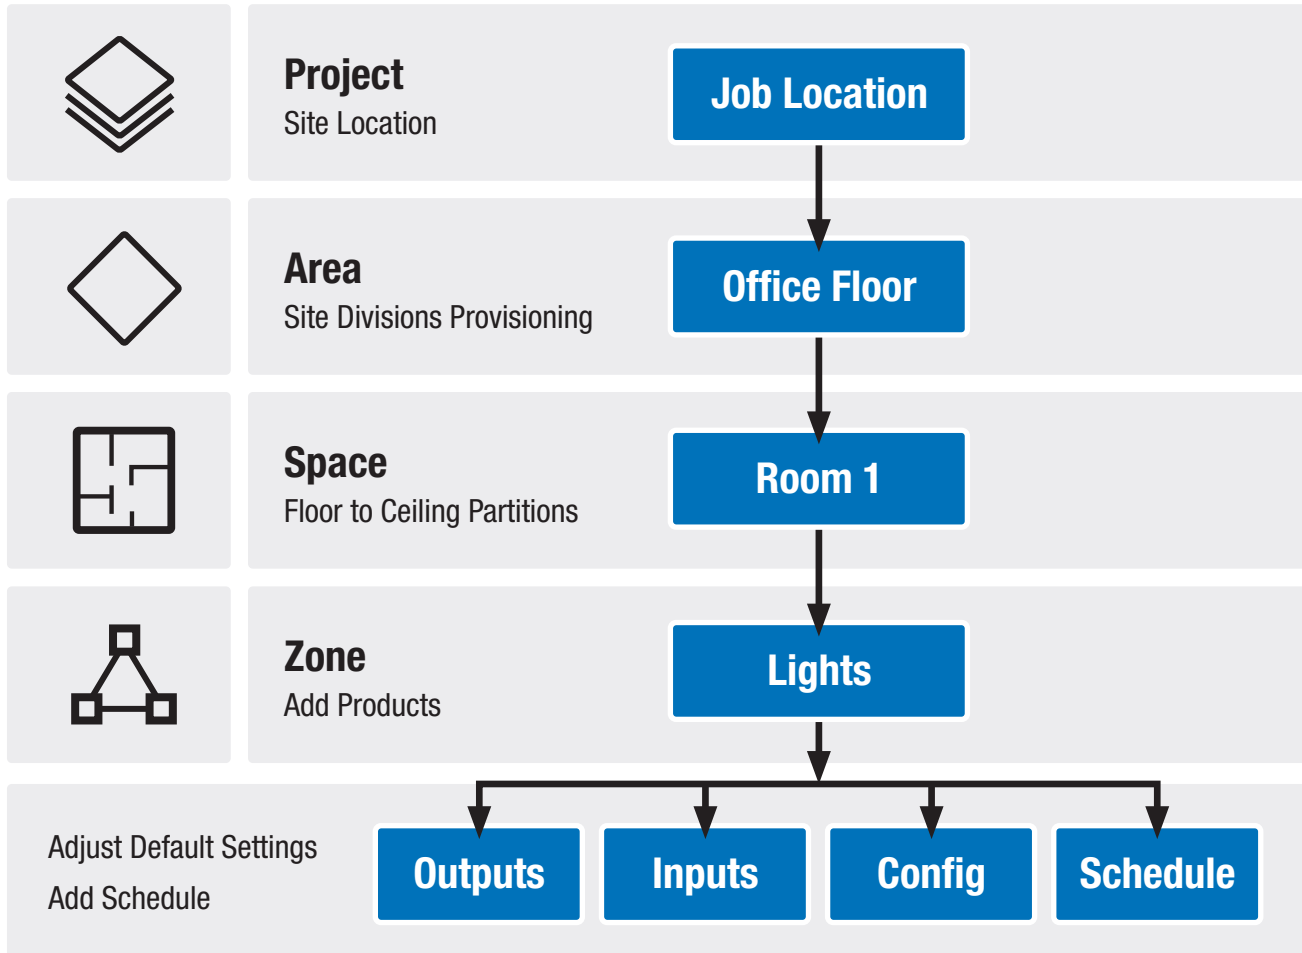 Project
Site Location
Job Location
Area
Site Divisions Provisioning
Office Floor
Space
Floor to Ceiling Partitions
Room 1
Zone
Add Products
Lights
Adjust Default Settings
Add Schedule
Outputs
Inputs
Config
Schedule